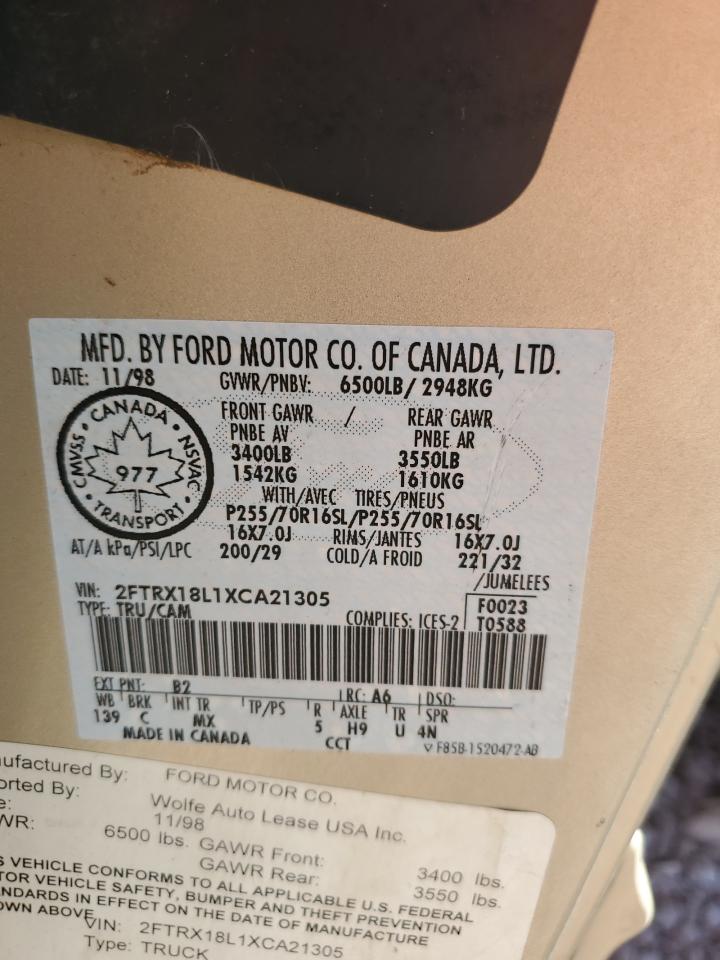 MFD. BY FORD MOTOR CO. OF CANADA, LTD.
DATE: 11/98 GVWR/PNBV: 6500LB/ 2948KG
CANADA
CMVSS
NSVAC
977
TRANSPORT
FRONT GAWR / REAR GAWR
PNBE AV PNBE AR
3400LB 3550LB
1542KG 1610KG
WITH/AVEC TIRES/PNEUS
P255/70R16SL/P255/70R16SL
16X7.0J RIMS/JANTES 16X7.0J
AT/A kPa/PSI/LPC 200/29 COLD/A FROID 221/32
/JUMELEES
VIN: 2FTRX18L1XCA21305 F0023
TYPE: TRU/CAM COMPLIES: ICES-2 T0588
EXT PNT: B2 RC: A6 DSO:
WB BRK INT TR TP/PS R AXLE TR SPR
139 C MX 5 H9 U 4N
MADE IN CANADA CCT F85B-1520472-AB
nufactured By: FORD MOTOR CO.
ported By: Wolfe Auto Lease USA Inc.
e: 11/98
WR: 6500 lbs. GAWR Front: 3400 lbs.
GAWR Rear: 3550 lbs.
S VEHICLE CONFORMS TO ALL APPLICABLE U.S. FEDERAL
TOR VEHICLE SAFETY, BUMPER AND THEFT PREVENTION
ANDARDS IN EFFECT ON THE DATE OF MANUFACTURE
OWN ABOVE
VIN: 2FTRX18L1XCA21305
Type: TRUCK